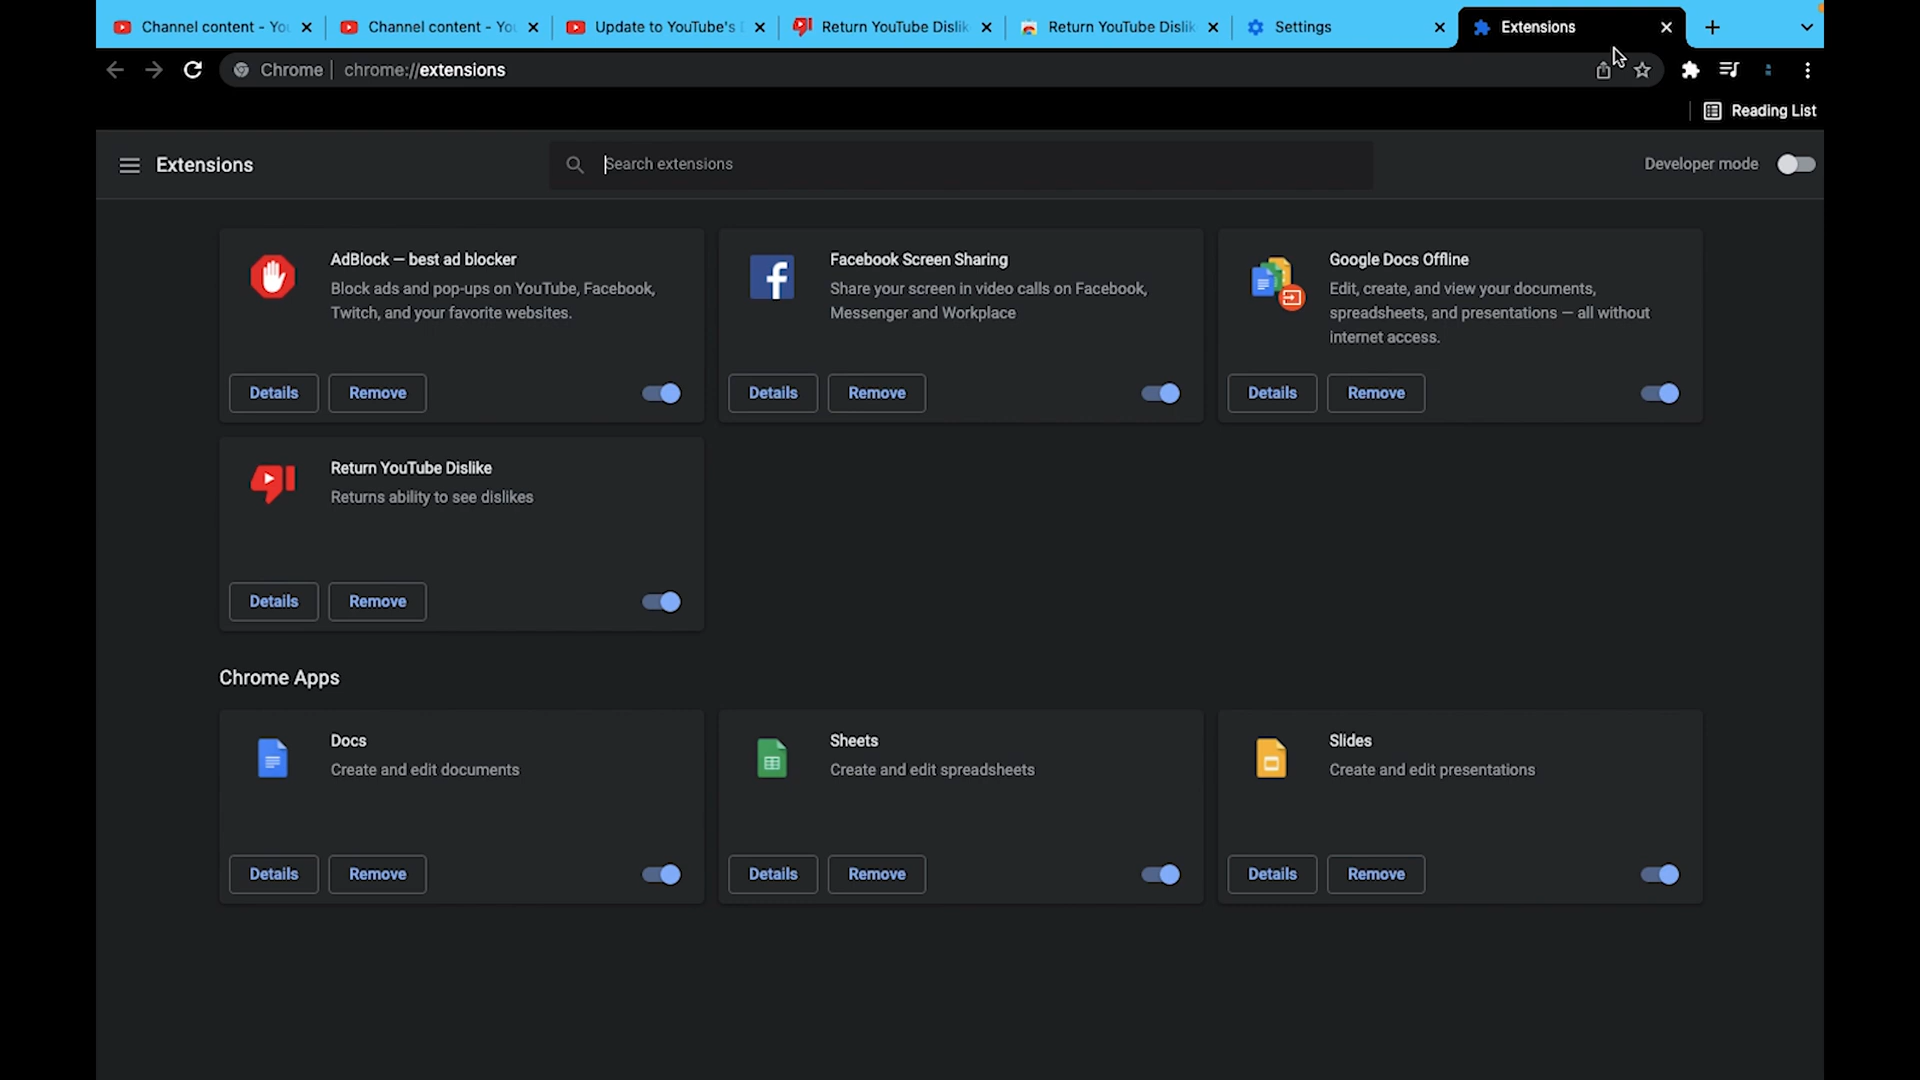 Channel content - You
Channel content - You
Update to YouTube's
Return YouTube Dislik
Return YouTube Dislik
Settings
Extensions
Chrome
chrome://extensions
Reading List
Extensions
Search extensions
Developer mode
AdBlock — best ad blocker
Block ads and pop-ups on YouTube, Facebook,
Twitch, and your favorite websites.
Details
Remove
Facebook Screen Sharing
Share your screen in video calls on Facebook,
Messenger and Workplace
Details
Remove
Google Docs Offline
Edit, create, and view your documents,
spreadsheets, and presentations — all without
internet access.
Details
Remove
Return YouTube Dislike
Returns ability to see dislikes
Details
Remove
Chrome Apps
Docs
Create and edit documents
Details
Remove
Sheets
Create and edit spreadsheets
Details
Remove
Slides
Create and edit presentations
Details
Remove